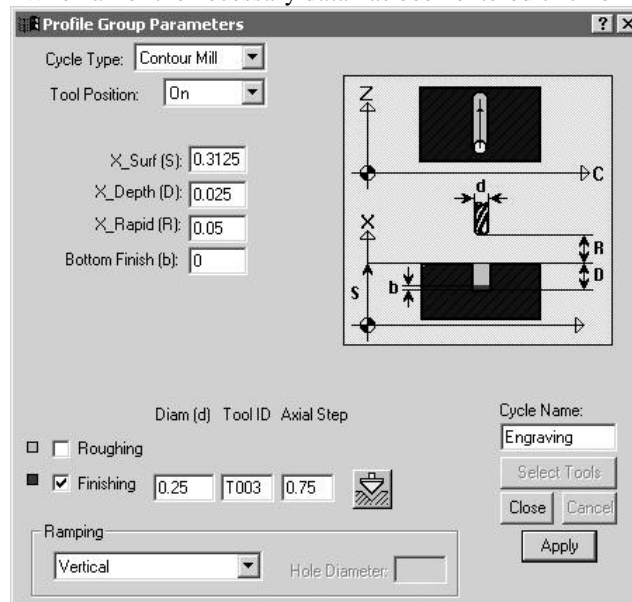 Profile Group Parameters
Cycle Type: Contour Mill
Tool Position: On
X_Surf (S): 0.3125
X_Depth (D): 0.025
X_Rapid (R): 0.05
Bottom Finish (b): 0
Z
C
d
X
R
D
b
S
Diam (d) Tool ID Axial Step
Roughing
Finishing 0.25 T003 0.75
Cycle Name:
Engraving
Select Tools
Close Cancel
Apply
Ramping
Vertical
Hole Diameter: